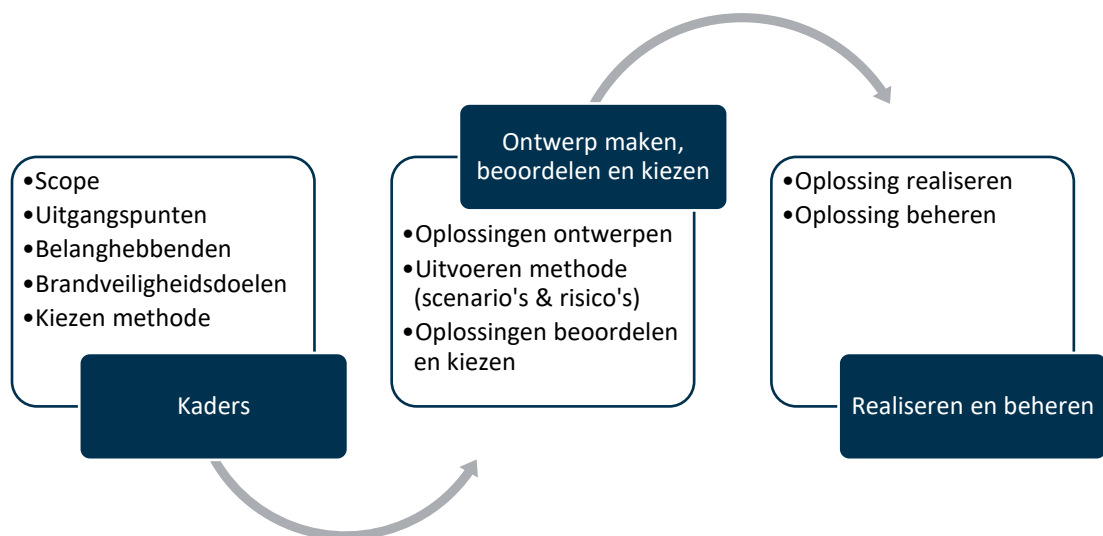 •Scope
•Uitgangspunten
•Belanghebbenden
•Brandveiligheidsdoelen
•Kiezen methode
Kaders
Ontwerp maken,
beoordelen en kiezen
•Oplossingen ontwerpen
•Uitvoeren methode
(scenario's & risico's)
•Oplossingen beoordelen
en kiezen
•Oplossing realiseren
•Oplossing beheren
Realiseren en beheren